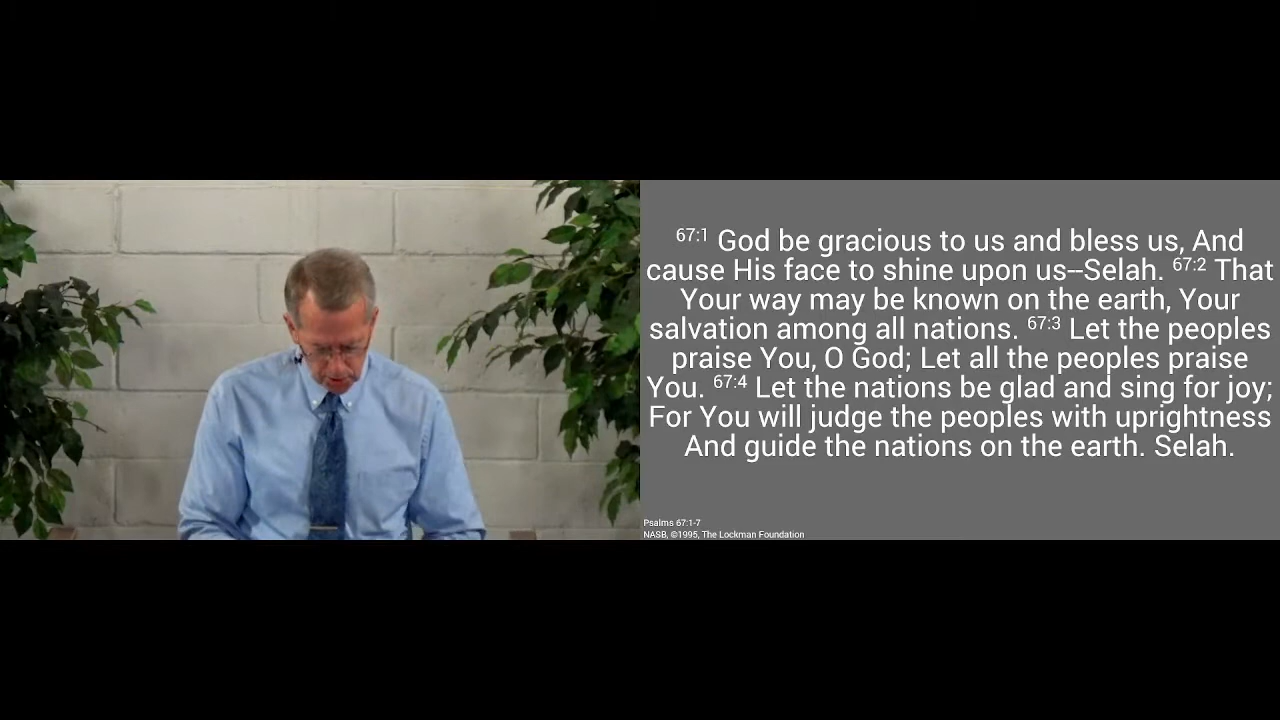 67:1 God be gracious to us and bless us, And
cause His face to shine upon us--Selah. 67:2 That
Your way may be known on the earth, Your
salvation among all nations. 67:3 Let the peoples
praise You, O God; Let all the peoples praise
You. 67:4 Let the nations be glad and sing for joy;
For You will judge the peoples with uprightness
And guide the nations on the earth. Selah.
Psalms 67:1-7
NASB, ©1995, The Lockman Foundation